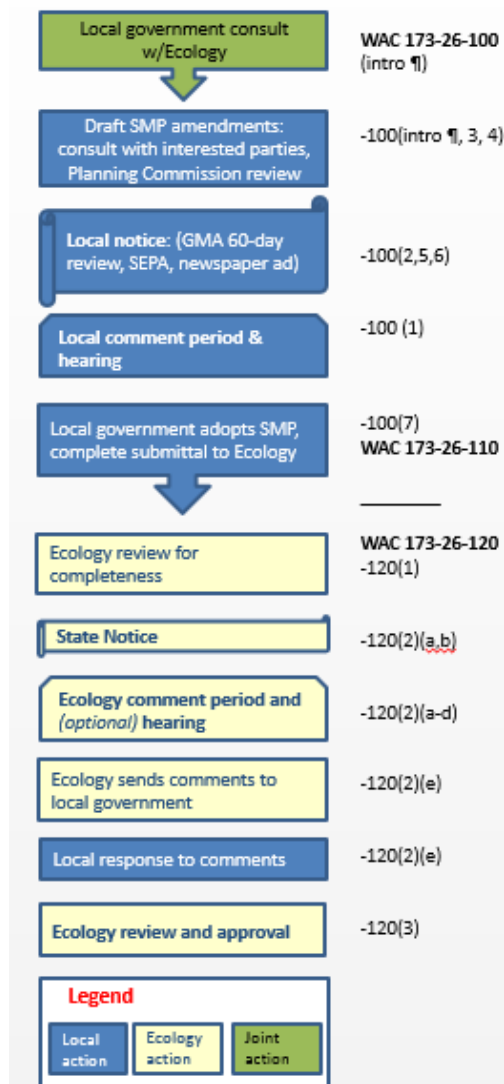 Local government consult
w/Ecology
WAC 173-26-100
(intro ¶)
Draft SMP amendments:
consult with interested parties,
Planning Commission review
-100(intro ¶, 3, 4)
Local notice: (GMA 60-day
review, SEPA, newspaper ad)
-100(2,5,6)
Local comment period &
hearing
-100 (1)
Local government adopts SMP,
complete submittal to Ecology
-100(7)
WAC 173-26-110
Ecology review for
completeness
WAC 173-26-120
-120(1)
State Notice
-120(2)(a,b)
Ecology comment period and
(optional) hearing
-120(2)(a-d)
Ecology sends comments to
local government
-120(2)(e)
Local response to comments
-120(2)(e)
Ecology review and approval
-120(3)
Legend
Local
action
Ecology
action
Joint
action